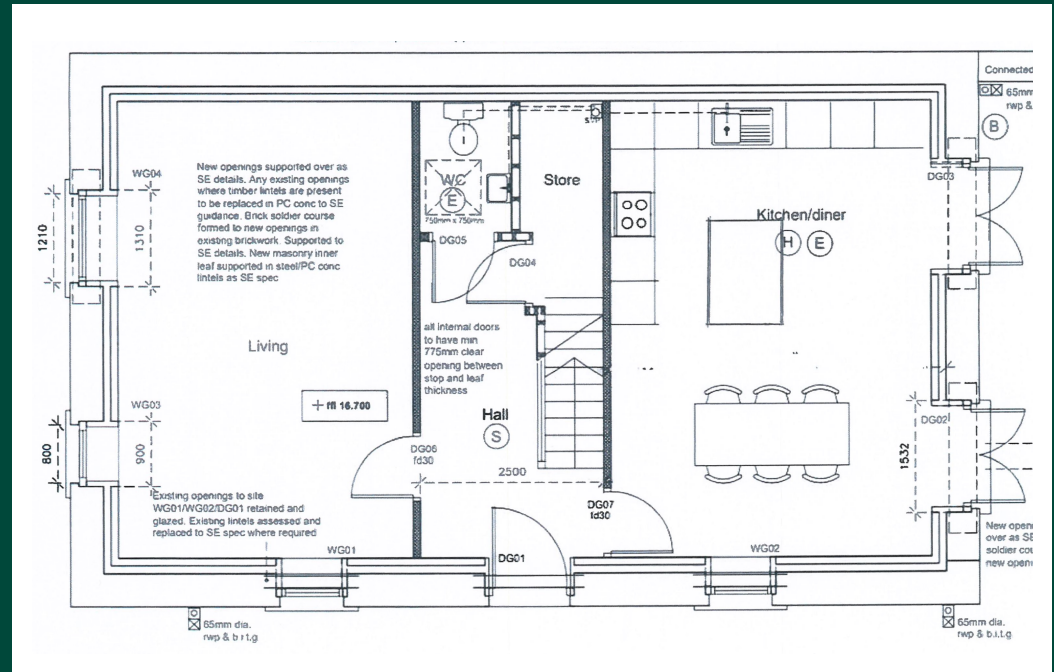 Connected
65mm
rwp &
B
WG04
New openings supported over as
SE details. Any existing openings
where timber lintels are present
to be replaced in PC conc to SE
guidance. Brick soldier course
formed to new openings in
existing brickwork. Supported to
SE details. New masonry inner
leaf supported in steel/PC conc
lintels as SE spec
1210
1310
WC
E
750mm x 750mm
DG05
Store
DG04
Kitchen/diner
H E
DG03
Living
all internal doors
to have min
775mm clear
opening between
stop and leaf
thickness
+ ffl 16.700
WG03
800
900
Hall
S
DG06
fd30
2500
DG07
fd30
DG02
1532
Existing openings to site
WG01/WG02/DG01 retained and
glazed. Existing lintels assessed and
replaced to SE spec where required
WG01
DG01
WG02
New openi
over as SE
soldier cou
new openi
65mm dia.
rwp & b.i.t.g
65mm dia.
rwp & b.i.t.g